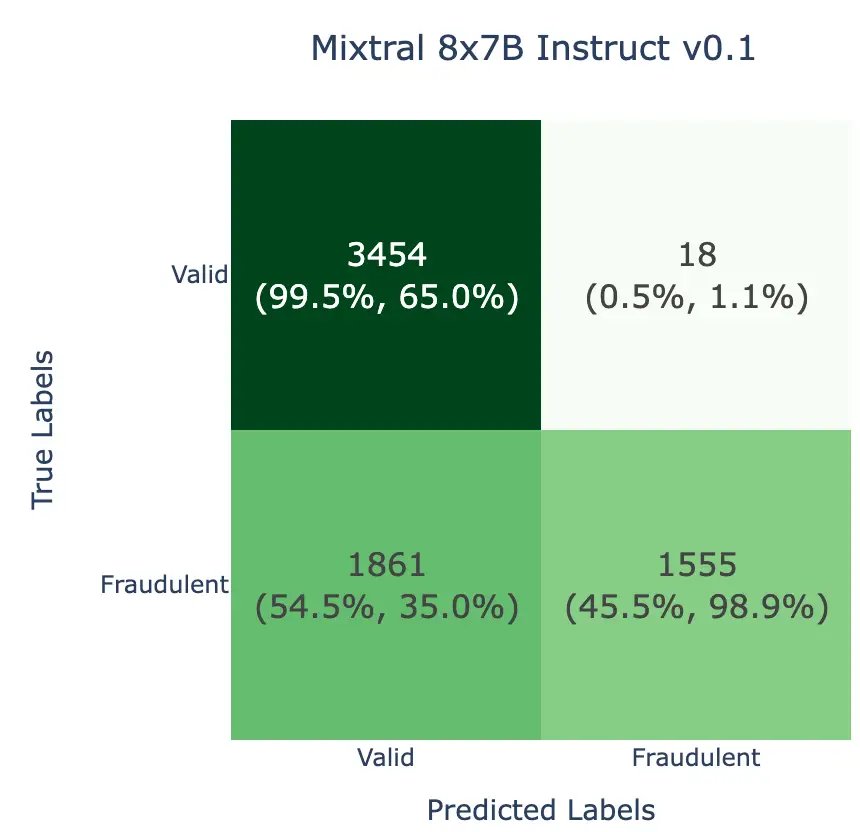 Mixtral 8x7B Instruct v0.1
True Labels
Valid
3454
(99.5%, 65.0%)
18
(0.5%, 1.1%)
Fraudulent
1861
(54.5%, 35.0%)
1555
(45.5%, 98.9%)
Valid
Fraudulent
Predicted Labels